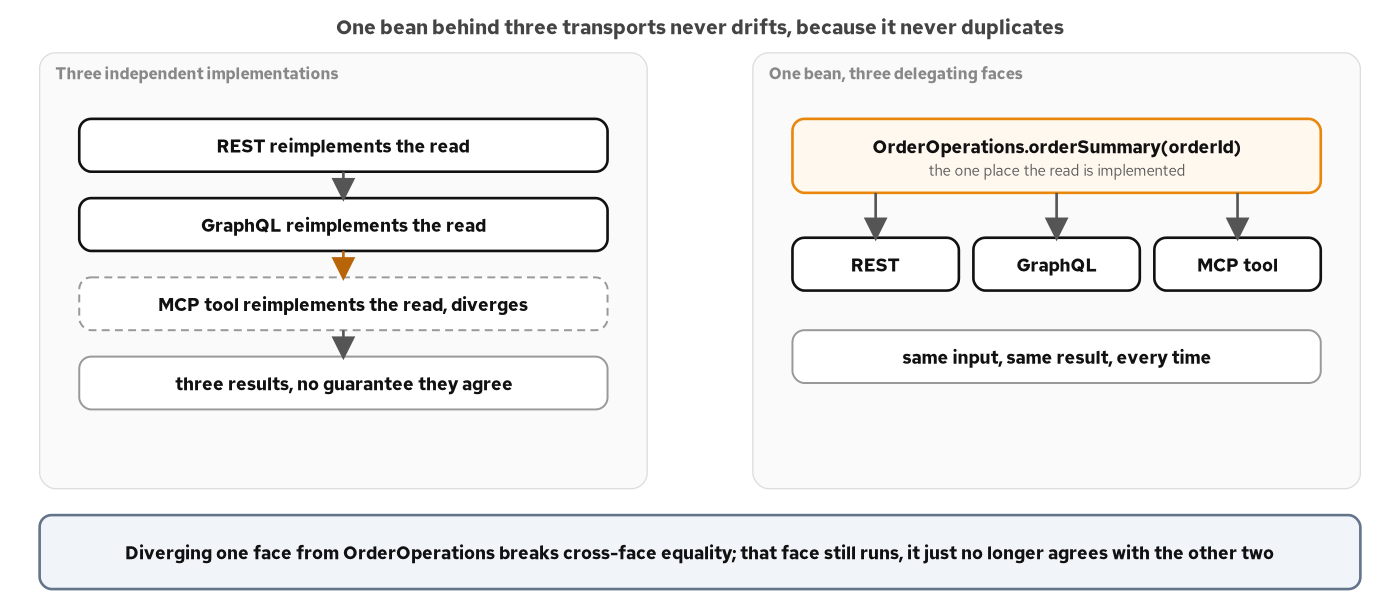 One bean behind three transports never drifts, because it never duplicates
Three independent implementations
REST reimplements the read
GraphQL reimplements the read
MCP tool reimplements the read, diverges
three results, no guarantee they agree
One bean, three delegating faces
OrderOperations.orderSummary(orderId)
the one place the read is implemented
REST
GraphQL
MCP tool
same input, same result, every time
Diverging one face from OrderOperations breaks cross-face equality; that face still runs, it just no longer agrees with the other two